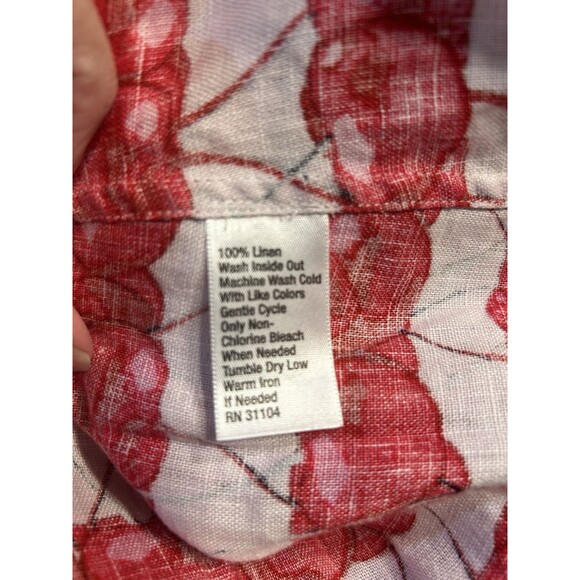 100% Linen
Wash Inside Out
Machine Wash Cold
With Like Colors
Gentle Cycle
Only Non-
Chlorine Bleach
When Needed
Tumble Dry Low
Warm Iron
If Needed
RN 31104